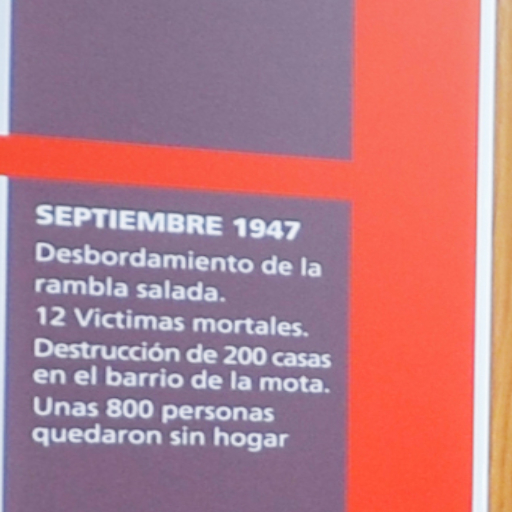 SEPTIEMBRE 1947
Desbordamiento de la
rambla salada.
12 Victimas mortales.
Destrucción de 200 casas
en el barrio de la mota.
Unas 800 personas
quedaron sin hogar